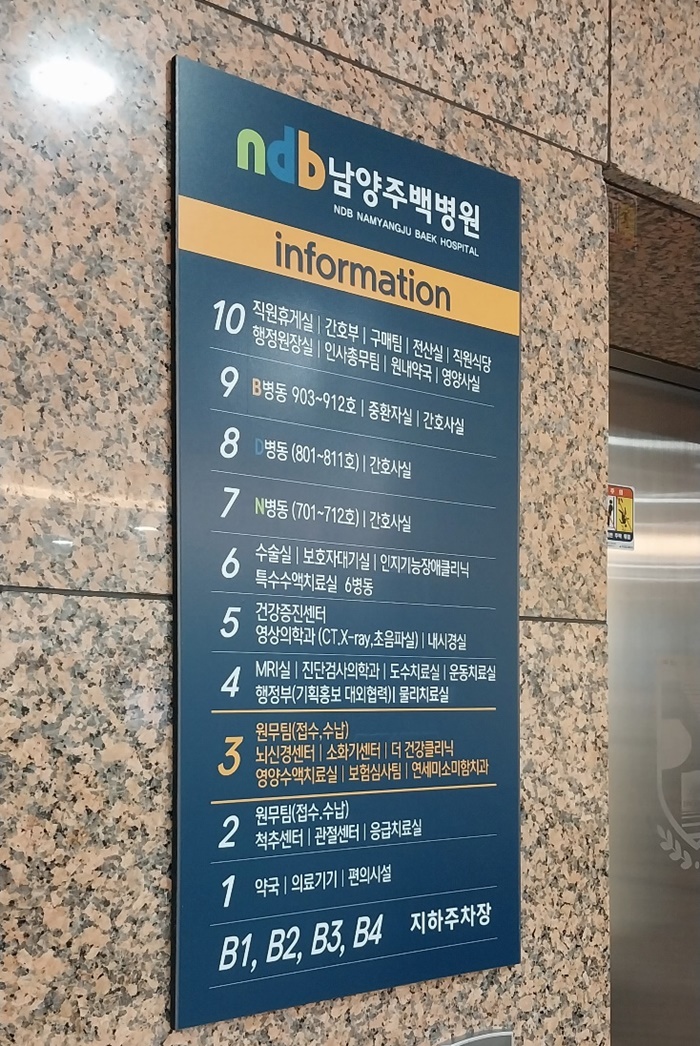 ndb남양주백병원
NDB NAMYANGJU BAEK HOSPITAL
information
10 직원휴게실 | 간호부 | 구매팀 | 전산실 | 직원식당
행정원장실 | 인사총무팀 | 원내약국 | 영양사실
9 B병동 903~912호 | 중환자실 | 간호사실
8 D병동 (801~811호) | 간호사실
7 N병동 (701~712호) | 간호사실
6 수술실 | 보호자대기실 | 인지기능장애클리닉
특수수액치료실 6병동
5 건강증진센터
영상의학과 (CT,X-ray,초음파실) | 내시경실
4 MRI실 | 진단검사의학과 | 도수치료실 | 운동치료실
행정부(기획홍보 대외협력)| 물리치료실
3 원무팀(접수.수납)
뇌신경센터 | 소화기센터 | 더 건강클리닉
영양수액치료실 | 보험심사팀 | 연세미소미함치과
2 원무팀(접수.수납)
척추센터 | 관절센터 | 응급치료실
1 약국 | 의료기기 | 편의시설
B1, B2, B3, B4 지하주차장